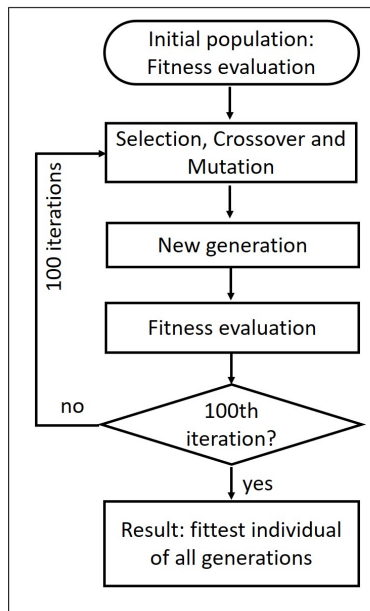 Initial population:
Fitness evaluation
Selection, Crossover and
Mutation
100 iterations
New generation
Fitness evaluation
100th
iteration?
no
yes
Result: fittest individual
of all generations